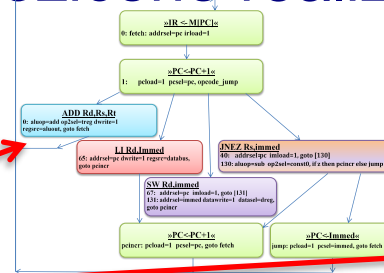 »IR <- M[PC]«
0: fetch: addrsel=pc irload=1
»PC<-PC+1«
1: pcload=1 pcsel=pc, opcode_jump
ADD Rd,Rs,Rt
0: aluop=add op2sel=treg dwrite=1
regsrc=aluout, goto fetch
LI Rd,Immed
65: addrsel=pc dwrite=1 regsrc=databus,
goto pcincr
JNEZ Rs,immed
40: addrsel=pc imload=1, goto [130]
130: aluop=sub op2sel=const0, if z then pcincr else jump
SW Rd,immed
67: addrsel=pc imload=1, goto [131]
131: addrsel=immed datawrite=1 datasel=dreg,
goto pcincr
»PC<-PC+1«
pcincr: pcload=1 pcsel=pc, goto fetch
»PC<-Immed«
jump: pcload=1 pcsel=immed, goto fetch